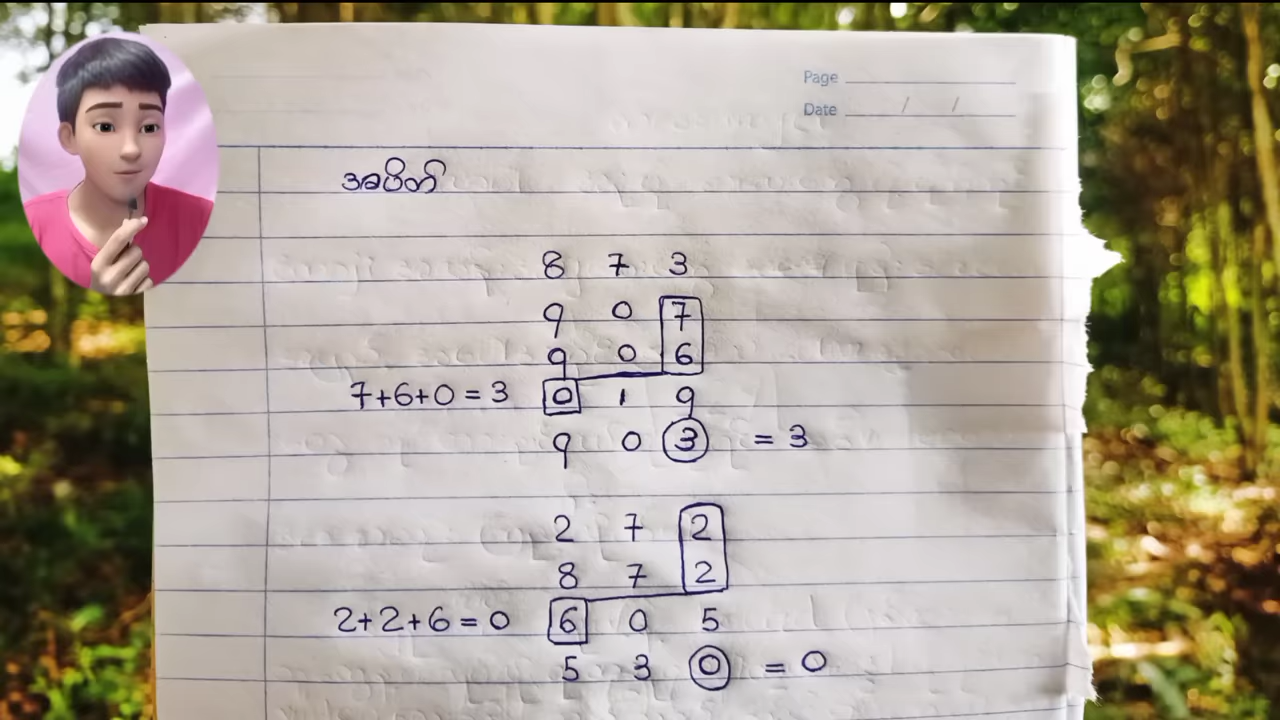 Page
Date / /
အပိတ်
8 7 3
9 0 7
9 0 6
7+6+0 = 3 0 1 9
9 0 3 = 3
2 7 2
8 7 2
2+2+6 = 0 6 0 5
5 3 0 = 0